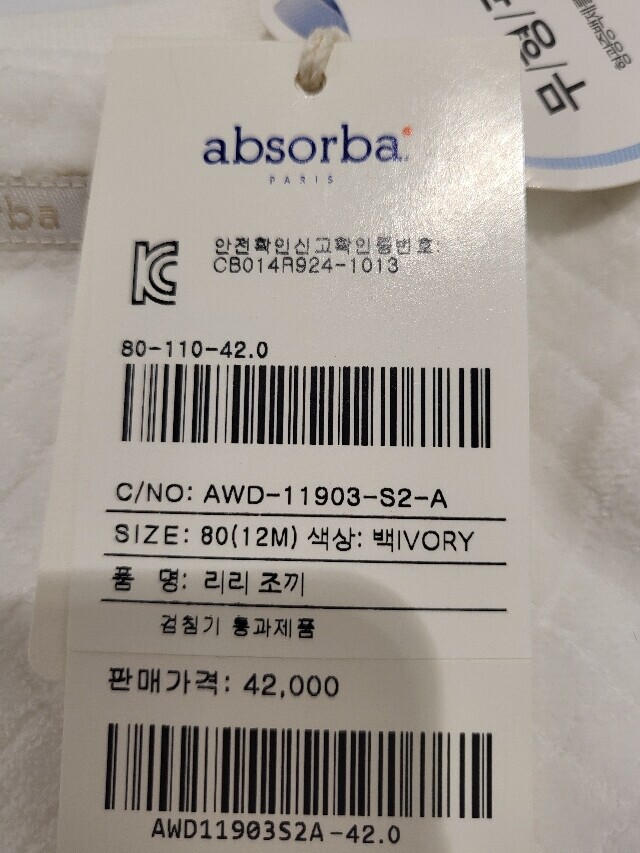 absorba
PARIS
안전확인신고확인증번호:
CB014R924-1013
80-110-42.0
C/NO: AWD-11903-S2-A
SIZE: 80(12M) 색상: 백IVORY
품 명: 리리 조끼
검침기 통과제품
판매가격: 42,000
AWD11903S2A-42.0
rba